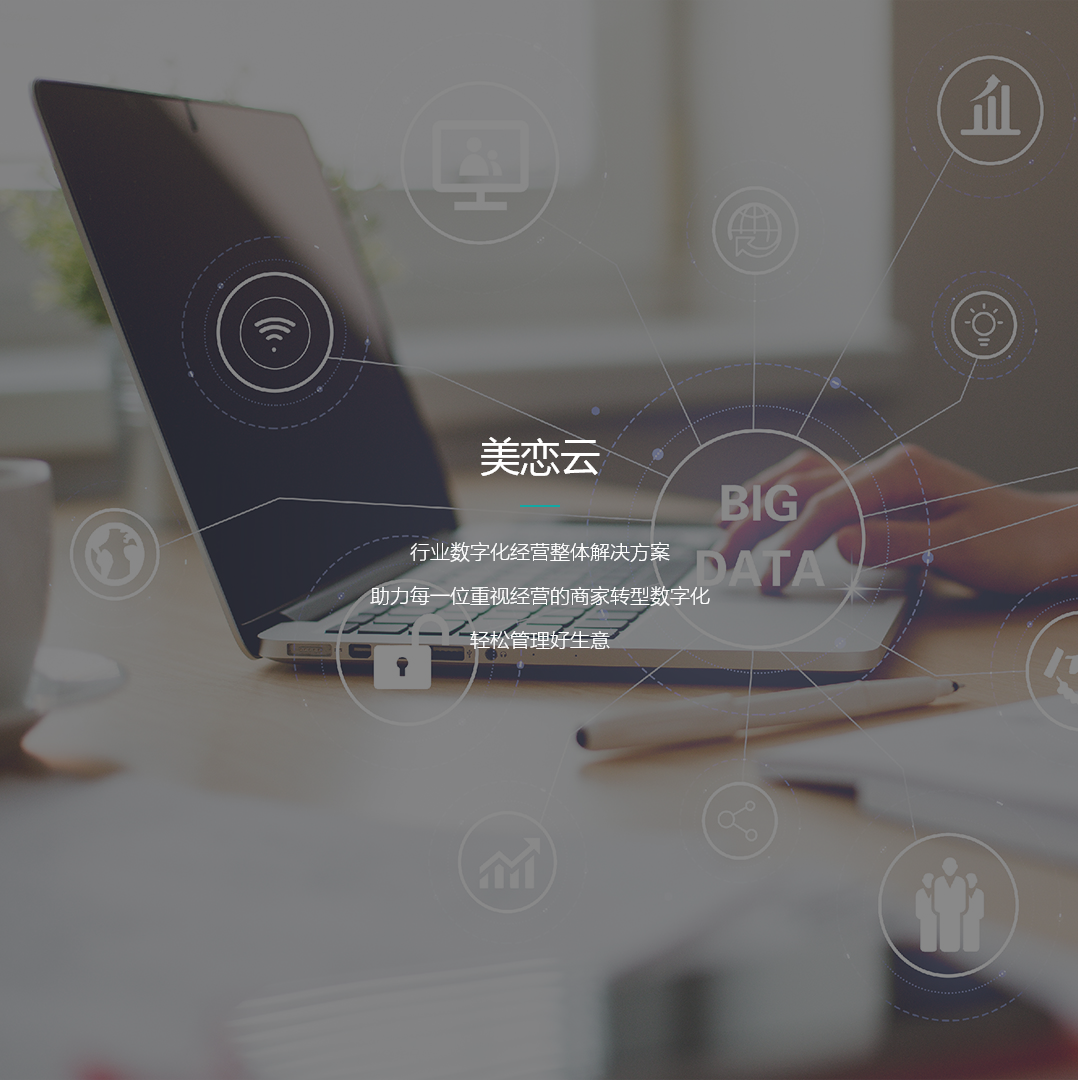 美恋云
BIG
DATA
行业数字化经营整体解决方案
助力每一位重视经营的商家转型数字化
轻松管理好生意